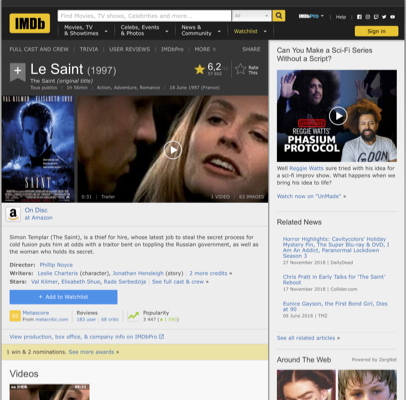 IMDb
Find Movies, TV shows, Celebrities and more...
All
IMDbPro
Help
Movies, TV & Showtimes
Celebs, Events & Photos
News & Community
Watchlist
Sign in
FULL CAST AND CREW | TRIVIA | USER REVIEWS | IMDbPro | MORE
SHARE
Le Saint (1997)
The Saint (original title)
Tous publics | 1h 56min | Action, Adventure, Romance | 18 June 1997 (France)
6,2
Rate This
VAL KILMER ELISABETH SHUE
SAINT
0:31 | Trailer
1 VIDEO | 63 IMAGES
On Disc
at Amazon
Simon Templar (The Saint), is a thief for hire, whose latest job to steal the secret process for
cold fusion puts him at odds with a traitor bent on toppling the Russian government, as well as
the woman who holds its secret.
Director: Phillip Noyce
Writers: Leslie Charteris (character), Jonathan Hensleigh (story) | 2 more credits »
Stars: Val Kilmer, Elisabeth Shue, Rade Serbedzija | See full cast & crew »
+ Add to Watchlist
Metascore
From metacritic.com
Reviews
183 user | 68 critic
Popularity
3 447
View production, box office, & company info on IMDbPro
1 win & 2 nominations. See more awards »
Videos
Can You Make a Sci-Fi Series
Without a Script?
REGGIE WATTS'
PHASIUM
PROTOCOL
Well Reggie Watts sure tried with his idea for
a sci-fi improv show. What happens when we
bring his idea to life?
Watch now on "UnMade" »
Related News
Horror Highlights: Cavitycolors' Holiday
Mystery Pin, The Super Blu-ray & DVD, I
Am An Addict, Paranormal Lockdown
Season 3
27 November 2018 | DailyDead
Chris Pratt in Early Talks for 'The Saint'
Reboot
17 November 2018 | Collider.com
Eunice Gayson, the First Bond Girl, Dies
at 90
09 June 2018 | TMZ
See all related articles »
Around The Web
Powered by ZergNet